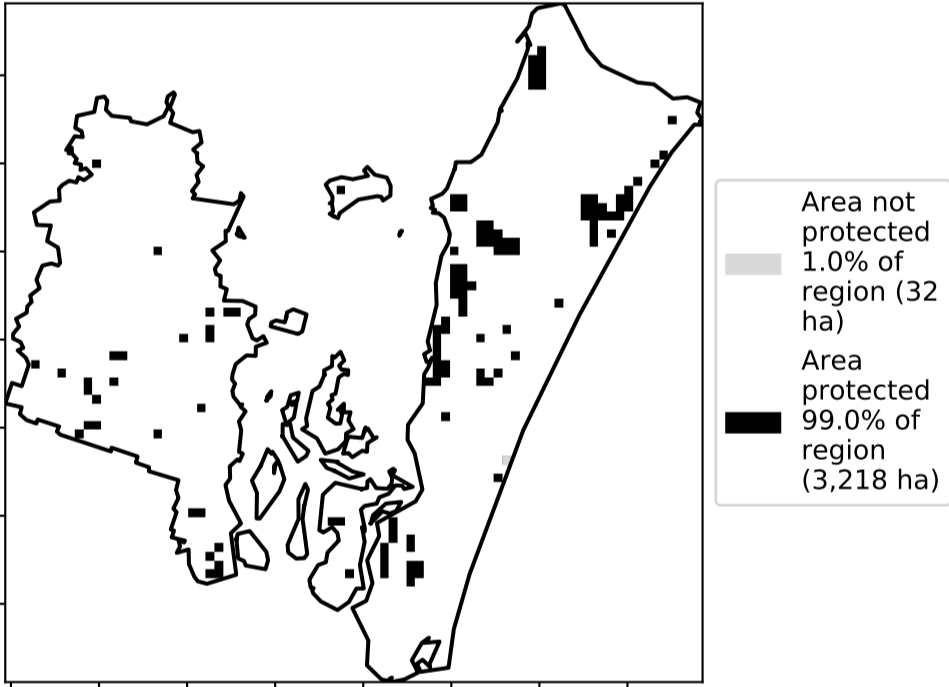 Area not
protected
1.0% of
region (32
ha)
Area
protected
99.0% of
region
(3,218 ha)